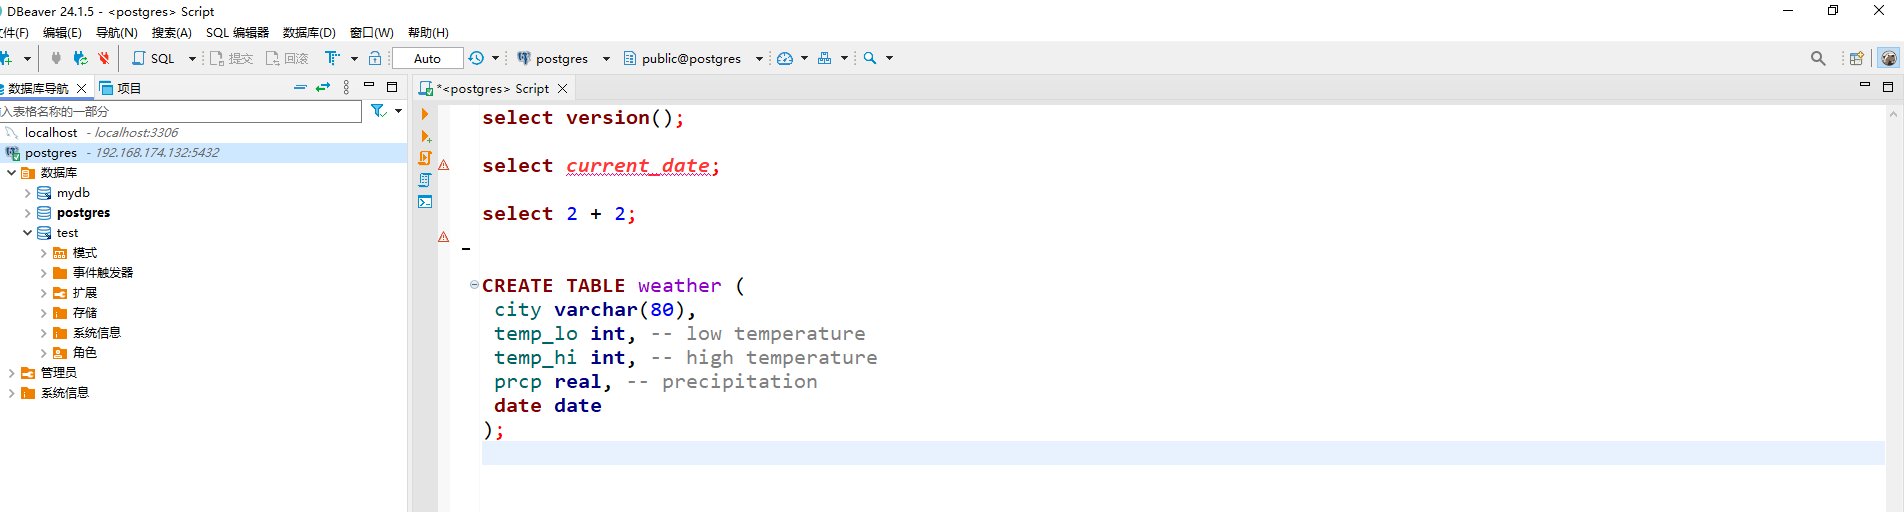 DBeaver 24.1.5 - <postgres> Script
件(F) 编辑(E) 导航(N) 搜索(A) SQL 编辑器 数据库(D) 窗口(W) 帮助(H)
SQL 提交 回滚 Auto postgres public@postgres
数据库导航 项目 *<postgres> Script
入表格名称的一部分
localhost - localhost:3306
postgres - 192.168.174.132:5432
数据库
mydb
postgres
test
模式
事件触发器
扩展
存储
系统信息
角色
管理员
系统信息
select version();
select current_date;
select 2 + 2;
CREATE TABLE weather (
city varchar(80),
temp_lo int, -- low temperature
temp_hi int, -- high temperature
prcp real, -- precipitation
date date
);